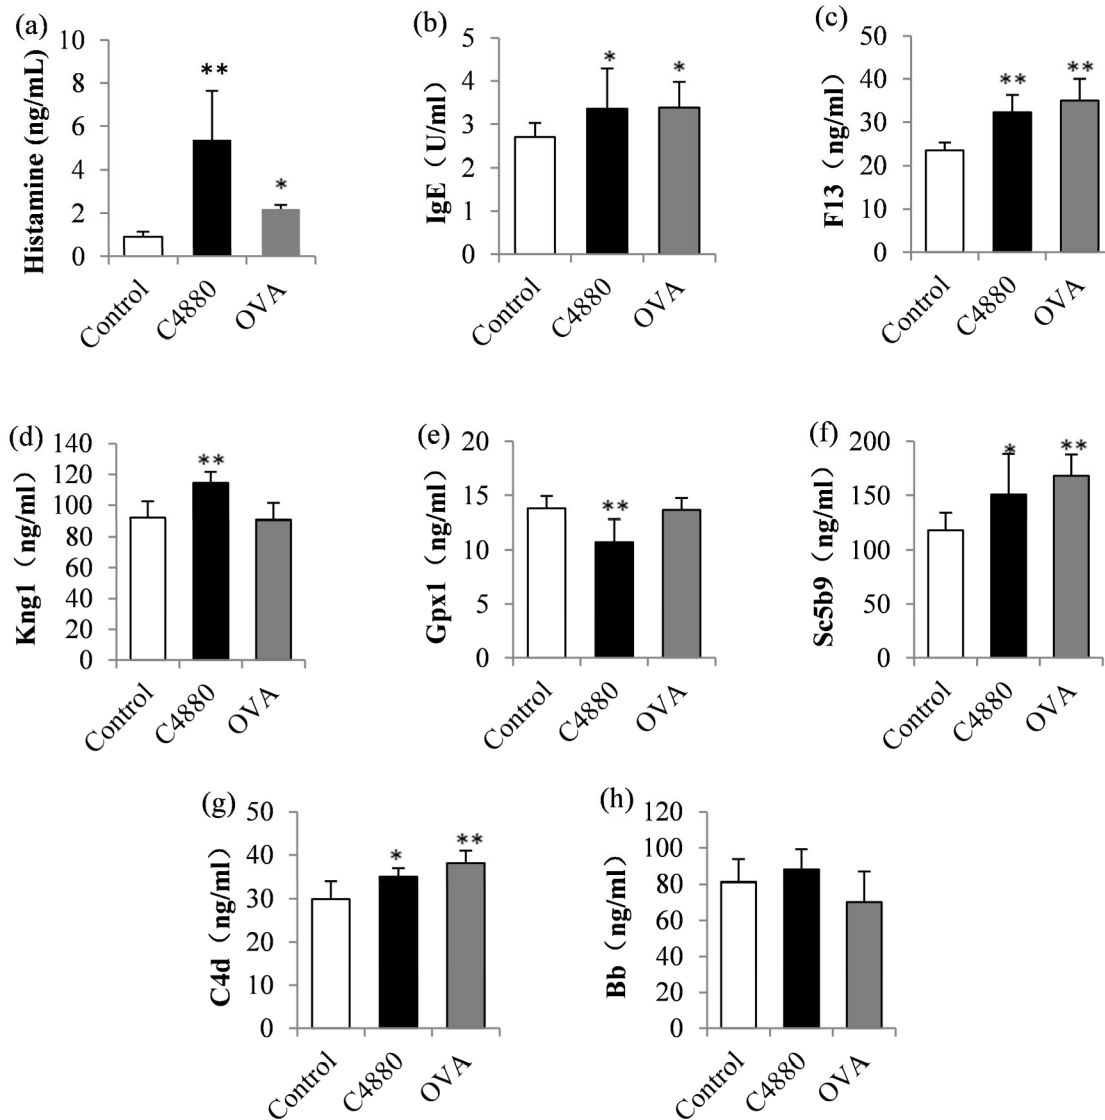 (a)
Histamine (ng/mL)
10
8
6
4
2
0
**
*
Control
C4880
OVA
(b)
IgE（U/ml）
5
4
3
2
1
0
*
*
Control
C4880
OVA
(c)
F13（ng/ml）
50
40
30
20
10
0
**
**
Control
C4880
OVA
(d)
Kng1（ng/ml）
140
120
100
80
60
40
20
0
**
Control
C4880
OVA
(e)
Gpx1（ng/ml）
20
15
10
5
0
**
Control
C4880
OVA
(f)
Sc5b9（ng/ml）
200
150
100
50
0
*
**
Control
C4880
OVA
(g)
C4d（ng/ml）
50
40
30
20
10
0
*
**
Control
C4880
OVA
(h)
Bb（ng/ml）
120
100
80
60
40
20
0
Control
C4880
OVA